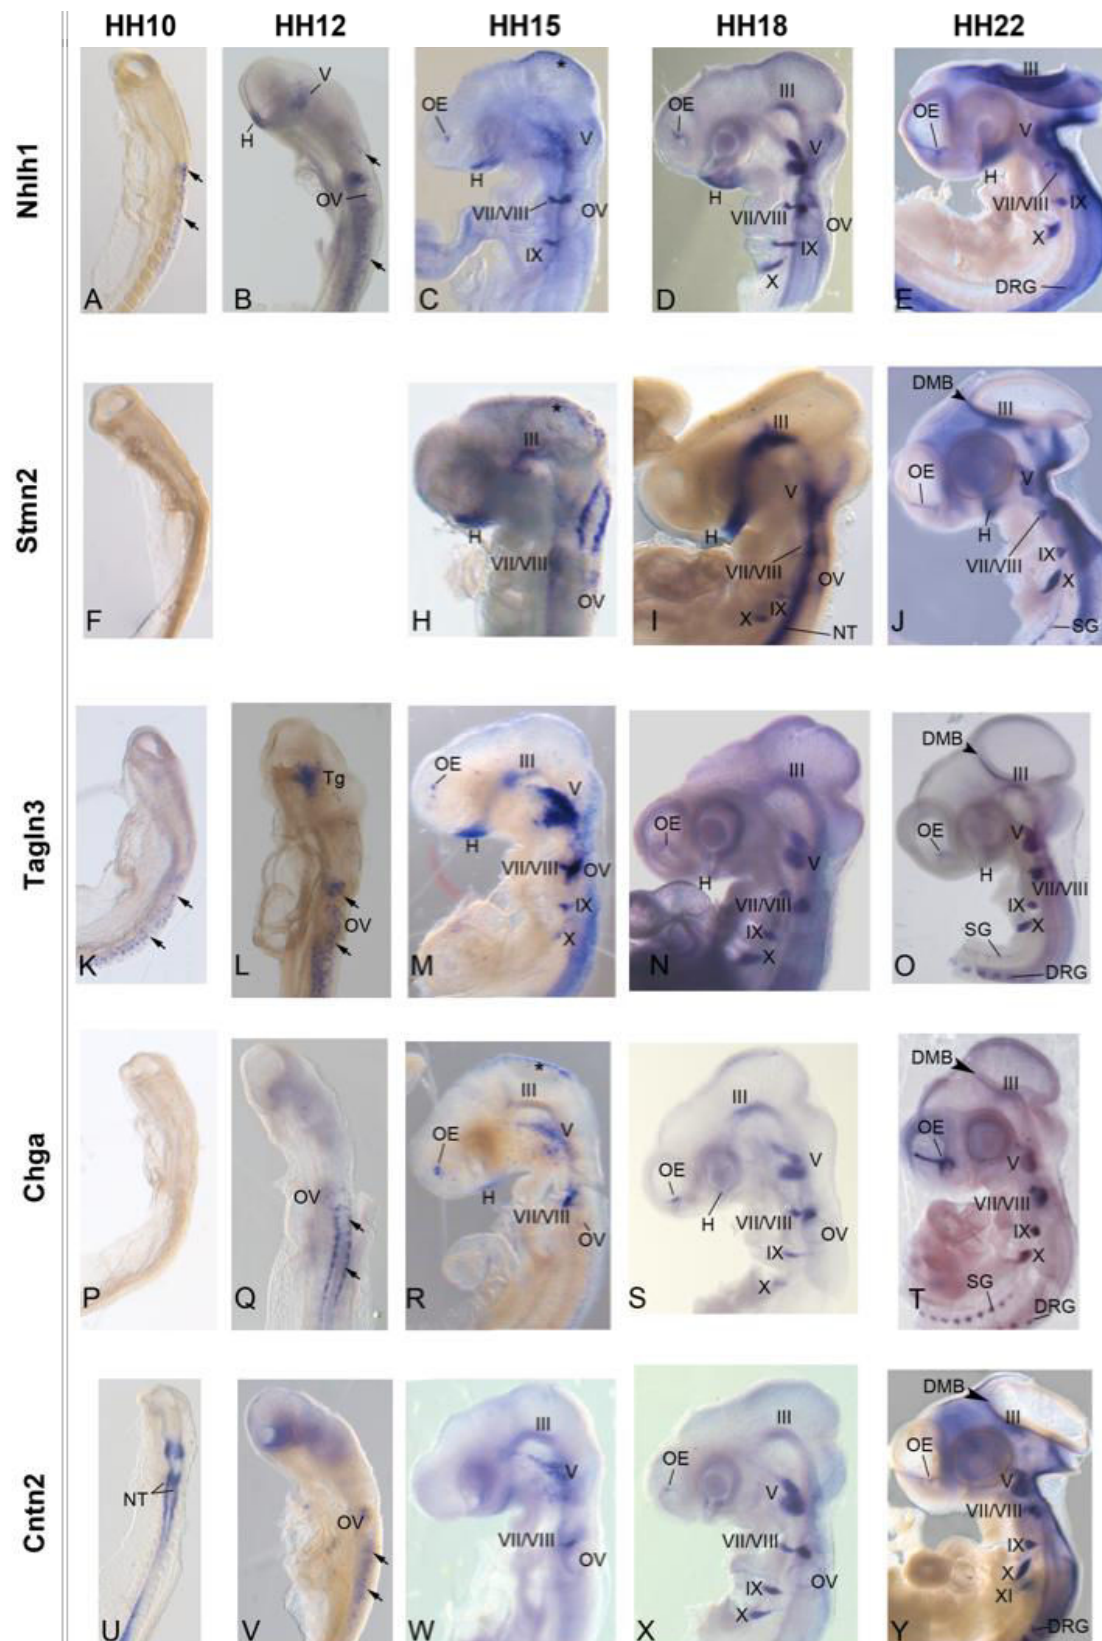 HH10 HH12 HH15 HH18 HH22
Nhlh1
V
H
OV
OE
*
V
H
VII/VIII
OV
IX
III
OE
V
H
VII/VIII
OV
IX
X
III
OE
V
H
VII/VIII
IX
X
DRG
A B C D E
Stmn2
*
III
H
VII/VIII
OV
III
V
H
VII/VIII
OV
IX
X
NT
DMB
III
OE
V
H
VII/VIII
IX
X
SG
F H I J
Tagln3
Tg
OV
OE
III
V
H
VII/VIII
OV
IX
X
III
OE
V
H
VII/VIII
IX
X
DMB
III
OE
V
H
VII/VIII
IX
X
SG
DRG
K L M N O
Chga
OV
*
III
OE
V
H
VII/VIII
OV
III
OE
V
H
VII/VIII
OV
IX
X
DMB
III
OE
V
VII/VIII
IX
X
SG
DRG
P Q R S T
Cntn2
NT
OV
III
V
VII/VIII
OV
III
OE
V
VII/VIII
OV
IX
X
DMB
III
OE
V
VII/VIII
IX
X
XI
DRG
U V W X Y